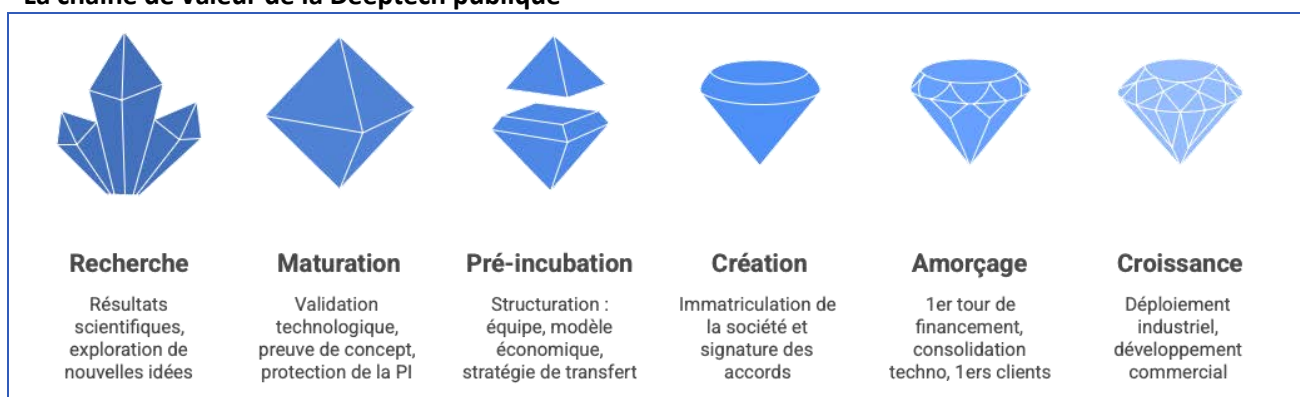 La chaîne de valeur de la Deeptech publique
Recherche
Résultats
scientifiques,
exploration de
nouvelles idées
Maturation
Validation
technologique,
preuve de concept,
protection de la PI
Pré-incubation
Structuration :
équipe, modèle
économique,
stratégie de transfert
Création
Immatriculation de
la société et
signature des
accords
Amorçage
1er tour de
financement,
consolidation
techno, 1ers clients
Croissance
Déploiement
industriel,
développement
commercial